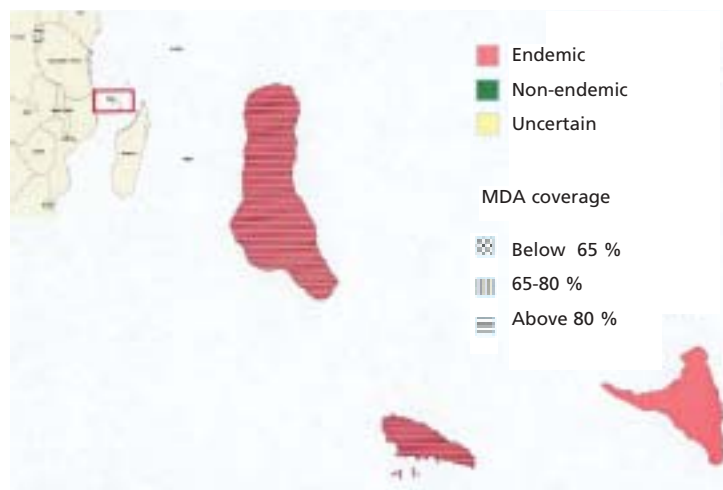 Endemic
Non-endemic
Uncertain
MDA coverage
Below 65 %
65-80 %
Above 80 %